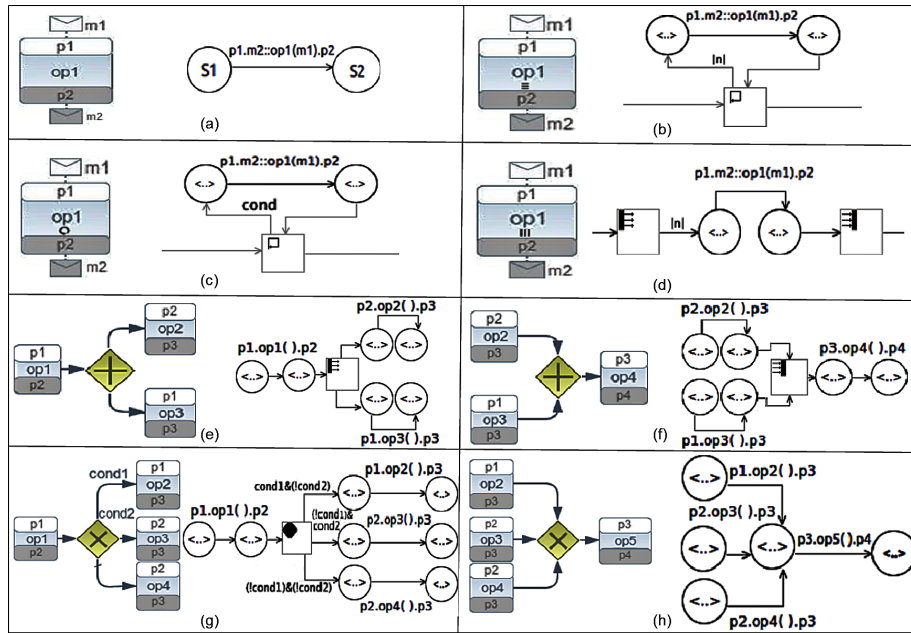 m1
p1
op1
p2
m2
p1.m2::op1(m1).p2
S1
S2
(a)
m1
p1
op1
p2
m2
p1.m2::op1(m1).p2
<..>
<..>
|n|
(b)
m1
p1
op1
p2
m2
p1.m2::op1(m1).p2
<..>
<..>
cond
(c)
m1
p1
op1
p2
m2
p1.m2::op1(m1).p2
|n|
<..>
<..>
(d)
p1
op1
p2
p2
op2
p3
p1
op3
p3
p1.op1( ).p2
<..>
<..>
p2.op2( ).p3
<..>
<..>
<..>
<..>
p1.op3( ).p3
(e)
p2
op2
p3
p1
op3
p3
p3
op4
p4
p2.op2( ).p3
<..>
<..>
<..>
<..>
p1.op3( ).p3
p3.op4( ).p4
<..>
<..>
(f)
p1
op1
p2
cond1
cond2
p1
op2
p3
p2
op3
p3
p2
op4
p3
p1.op1( ).p2
<..>
<..>
cond1&(!cond2)
(!cond1)&
cond2
(!cond1)&(!cond2)
p1.op2( ).p3
<..>
<..>
p2.op3( ).p3
<..>
<..>
<..>
<..>
p2.op4( ).p3
(g)
p1
op2
p3
p2
op3
p3
p2
op4
p3
p3
op5
p4
p1.op2( ).p3
<..>
p2.op3( ).p3
<..>
<..>
p3.op5().p4
<..>
<..>
p2.op4( ).p3
(h)